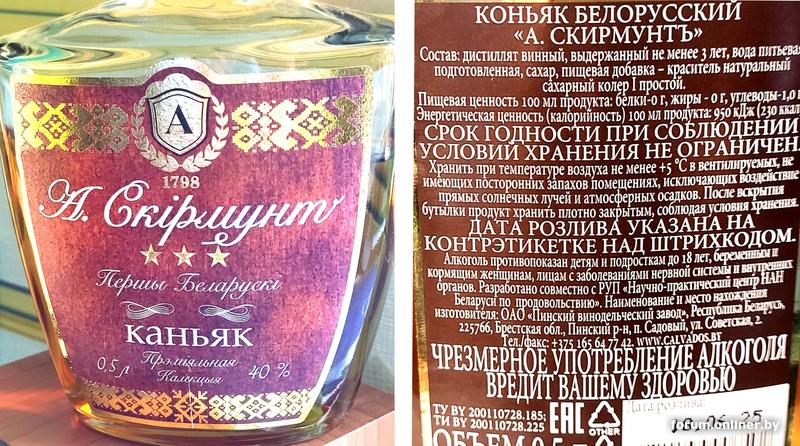 А
1798
А. Скірмунт
Першы Беларускі
каньяк
Прэміяльная
Калекцыя
0,5 л
40 %
КОНЬЯК БЕЛОРУССКИЙ
«А. СКИРМУНТЪ»
Состав: дистиллят винный, выдержанный не менее 3 лет, вода питьевая
подготовленная, сахар, пищевая добавка – краситель натуральный
сахарный колер I простой.
Пищевая ценность 100 мл продукта: белки-0 г, жиры - 0 г, углеводы-1,0 г
Энергетическая ценность (калорийность) 100 мл продукта: 950 кДж (230 ккал
СРОК ГОДНОСТИ ПРИ СОБЛЮДЕНИИ
УСЛОВИЙ ХРАНЕНИЯ НЕ ОГРАНИЧЕН.
Хранить при температуре воздуха не менее +5 °С в вентилируемых, не
имеющих посторонних запахов помещениях, исключающих воздействие
прямых солнечных лучей и атмосферных осадков. После вскрытия
бутылки продукт хранить плотно закрытым, соблюдая условия хранения.
ДАТА РОЗЛИВА УКАЗАНА НА
КОНТРЭТИКЕТКЕ НАД ШТРИХКОДОМ.
Алкоголь противопоказан детям и подросткам до 18 лет, беременным и
кормящим женщинам, лицам с заболеваниями нервной системы и внутренних
органов. Разработано совместно с РУП «Научно-практический центр НАН
Беларуси по продовольствию». Наименование и место нахождения
изготовителя: ОАО «Пинский винодельческий завод», Республика Беларусь,
225766, Брестская обл., Пинский р-н, п. Садовый, ул. Советская, 2.
Тел./факс: +375 165 64 77 42, www.CALVADOS.BY
ЧРЕЗМЕРНОЕ УПОТРЕБЛЕНИЕ АЛКОГОЛЯ
ВРЕДИТ ВАШЕМУ ЗДОРОВЬЮ
ТУ BY 200110728.185;
ТИ BY 200110728.225
ЕАС
OTHER
Дата розлива:
06 25
ОБЪЕМ 0,5 л
forum.onliner.by